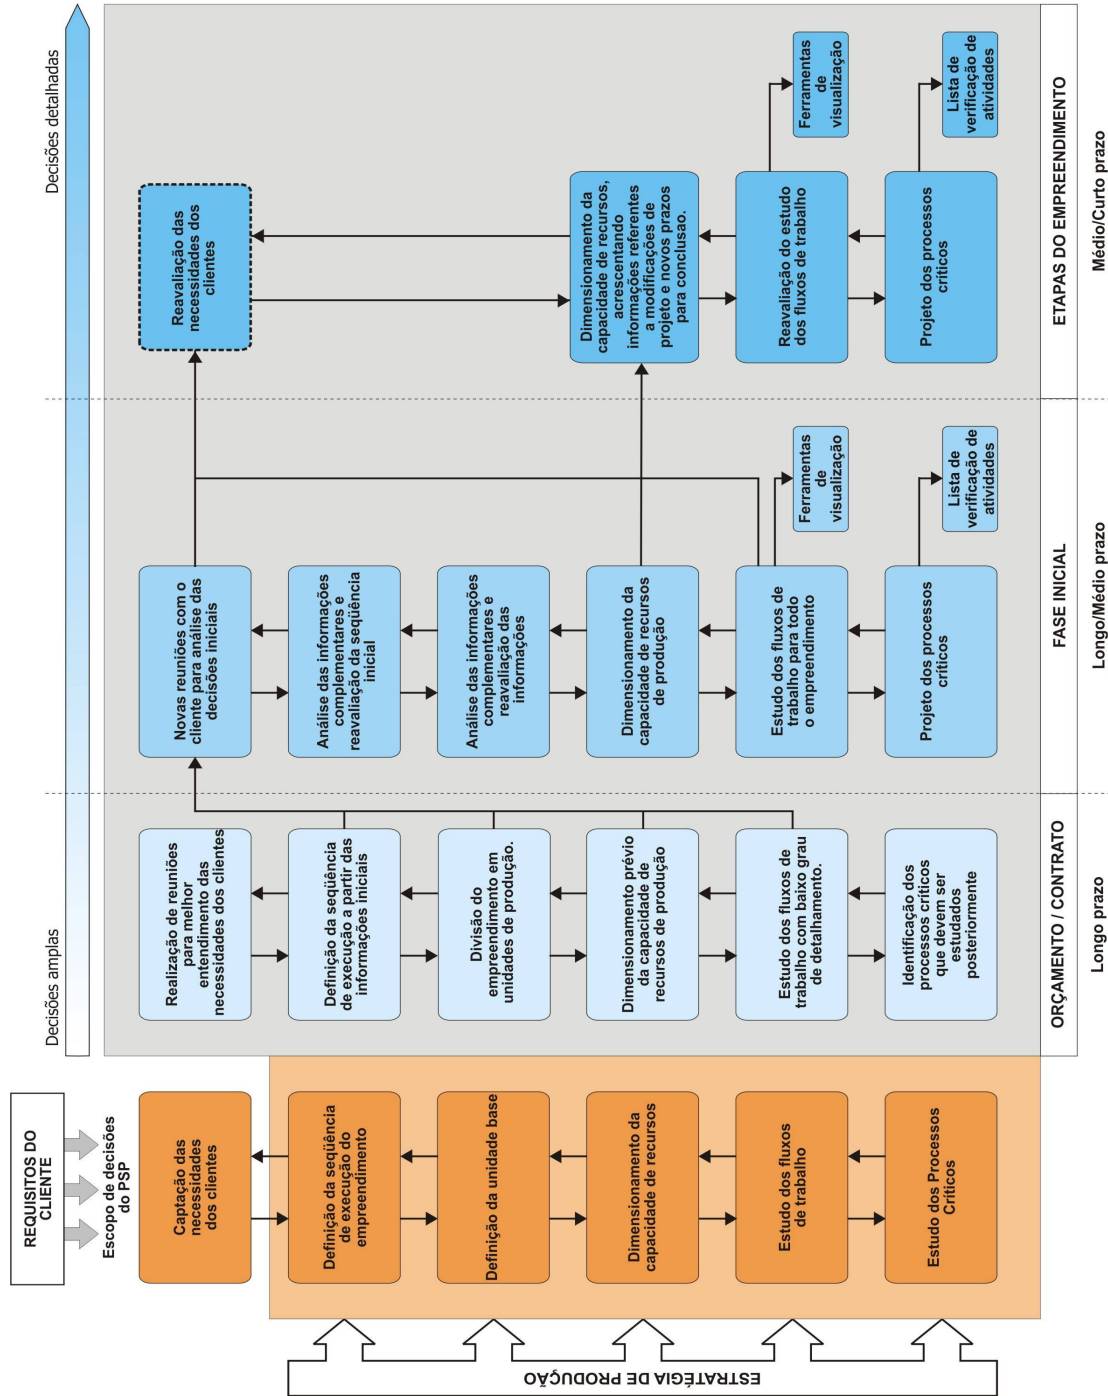 REQUISITOS DO
CLIENTE
Escopo de decisões
do PSP
Decisões amplas
Decisões detalhadas
Captação das
necessidades
dos clientes
Definição da seqüência
de execução do
empreendimento
Definição da unidade base
Dimensionamento da
capacidade de recursos
Estudo dos fluxos
de trabalho
Estudo dos Processos
Críticos
ESTRATÉGIA DE PRODUÇÃO
Realização de reuniões
para melhor
entendimento das
necessidades dos clientes
Definição da seqüência
de execução a partir das
informações iniciais
Divisão do
empreendimento em
unidades de produção.
Dimensionamento prévio
da capacidade de
recursos de produção
Estudo dos fluxos de
trabalho com baixo grau
de detalhamento.
Identificação dos
processos críticos
que devem ser
estudados
posteriormente
ORÇAMENTO / CONTRATO
Longo prazo
Novas reuniões com o
cliente para análise das
decisões iniciais
Análise das informações
complementares e
reavaliação da seqüência
inicial
Análise das informações
complementares e
reavaliação das
informações
Dimensionamento da
capacidade de recursos
de produção
Estudo dos fluxos de
trabalho para todo
o empreendimento
Ferramentas
de
visualização
Projeto dos processos
críticos
Lista de
verificação de
atividades
FASE INICIAL
Longo/Médio prazo
Reavaliação das
necessidades dos
clientes
Dimensionamento da
capacidade de recursos,
acrescentando
informações referentes
a modificações de
projeto e novos prazos
para conclusao.
Reavaliação do estudo
dos fluxos de trabalho
Ferramentas
de
visualização
Projeto dos processos
críticos
Lista de
verificação de
atividades
ETAPAS DO EMPREENDIMENTO
Médio/Curto prazo